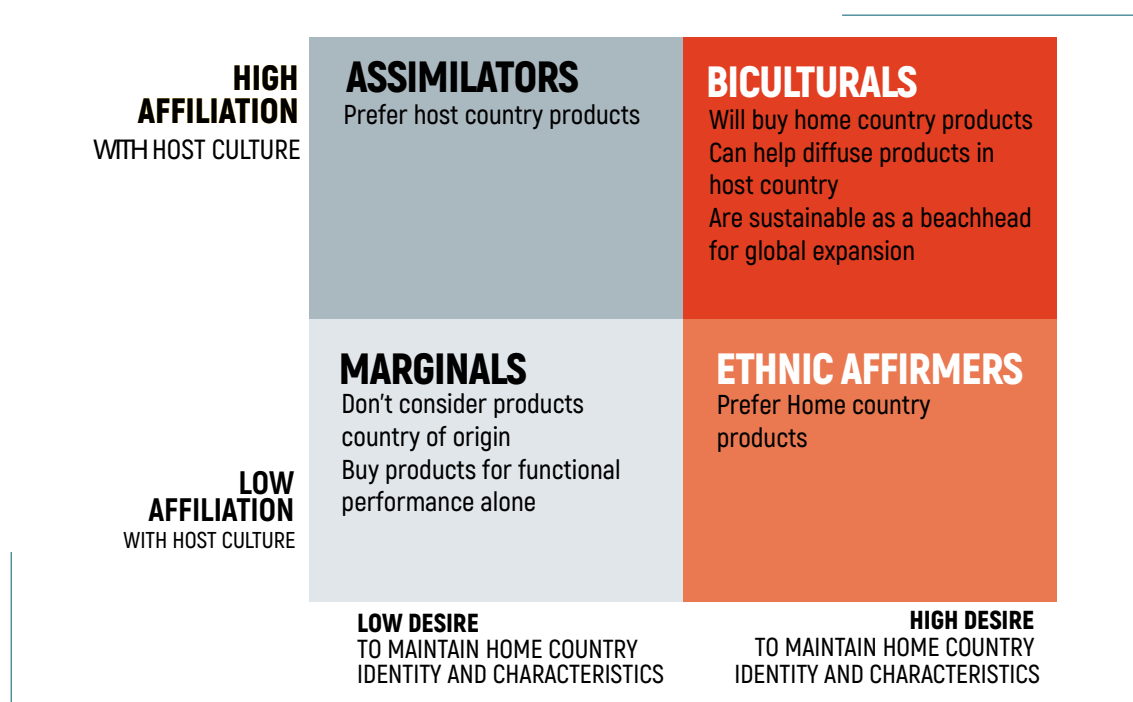 HIGH
AFFILIATION
WITH HOST CULTURE
ASSIMILATORS
Prefer host country products
BICULTURALS
Will buy home country products
Can help diffuse products in
host country
Are sustainable as a beachhead
for global expansion
LOW
AFFILIATION
WITH HOST CULTURE
MARGINALS
Don't consider products
country of origin
Buy products for functional
performance alone
ETHNIC AFFIRMERS
Prefer Home country
products
LOW DESIRE
TO MAINTAIN HOME COUNTRY
IDENTITY AND CHARACTERISTICS
HIGH DESIRE
TO MAINTAIN HOME COUNTRY
IDENTITY AND CHARACTERISTICS